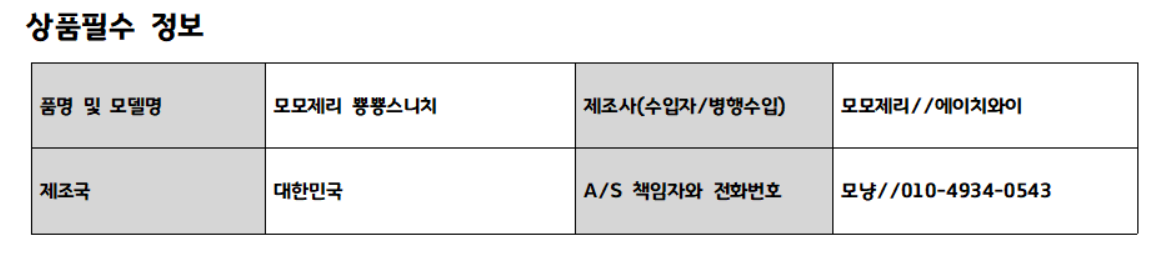 상품필수 정보
품명 및 모델명 모모제리 뿅뿅스니치 제조사(수입자/병행수입) 모모제리//에이치와이
제조국 대한민국 A/S 책임자와 전화번호 모냥//010-4934-0543